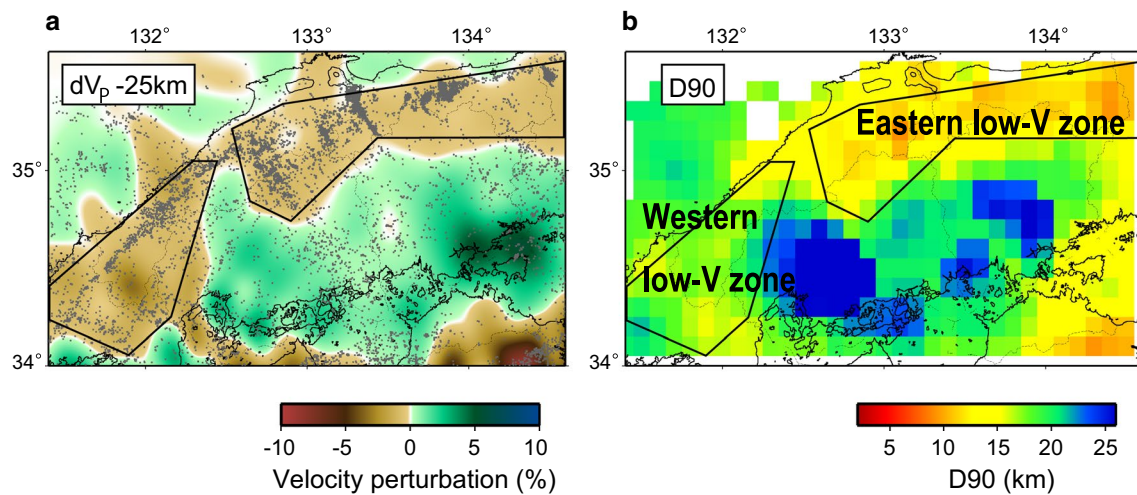 a
132° 133° 134°
dVP -25km
35°
34°
-10 -5 0 5 10
Velocity perturbation (%)
b
132° 133° 134°
D90
Eastern low-V zone
Western
low-V zone
35°
34°
5 10 15 20 25
D90 (km)